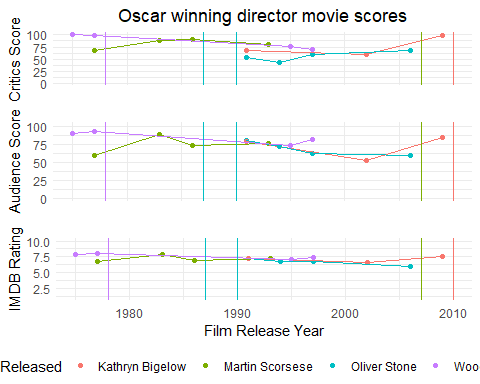 Oscar winning director movie scores
Critics Score
100
75
50
25
0
Audience Score
100
75
50
25
0
IMDB Rating
10.0
7.5
5.0
2.5
1980
1990
2000
2010
Film Release Year
Released
Kathryn Bigelow
Martin Scorsese
Oliver Stone
Woo